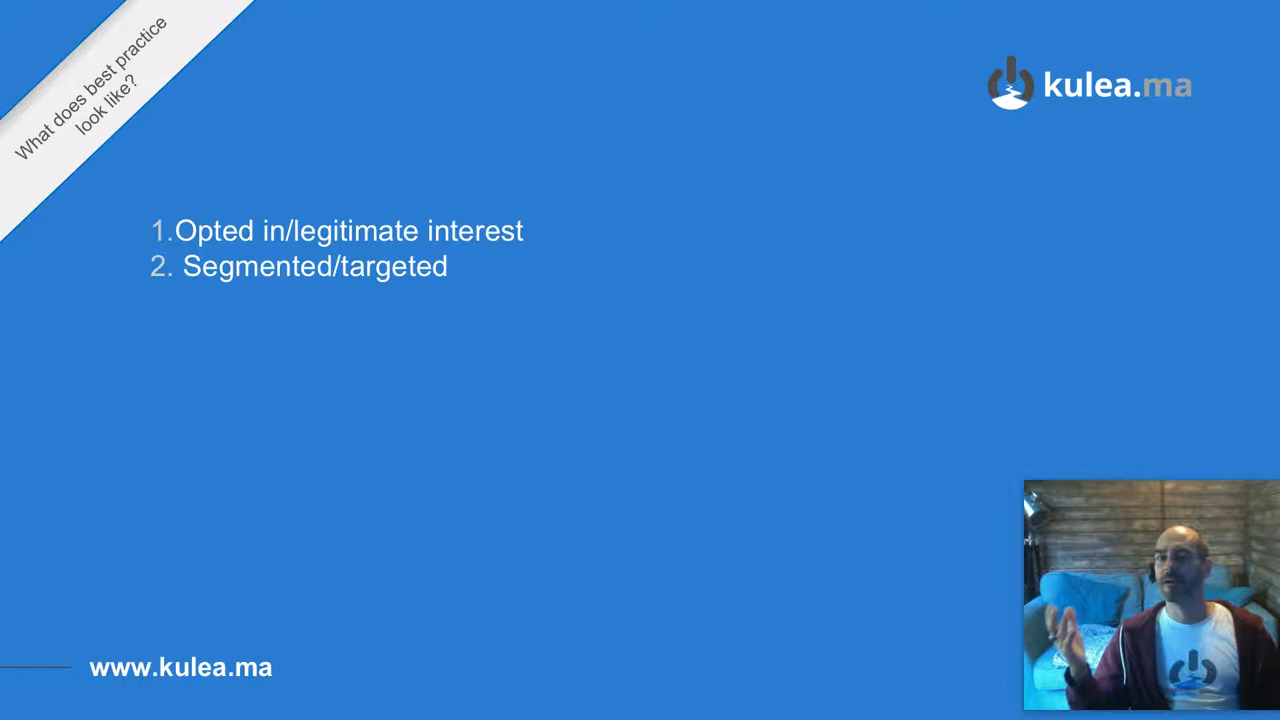 What does best practice
look like?
kulea.ma
1.Opted in/legitimate interest
2. Segmented/targeted
www.kulea.ma